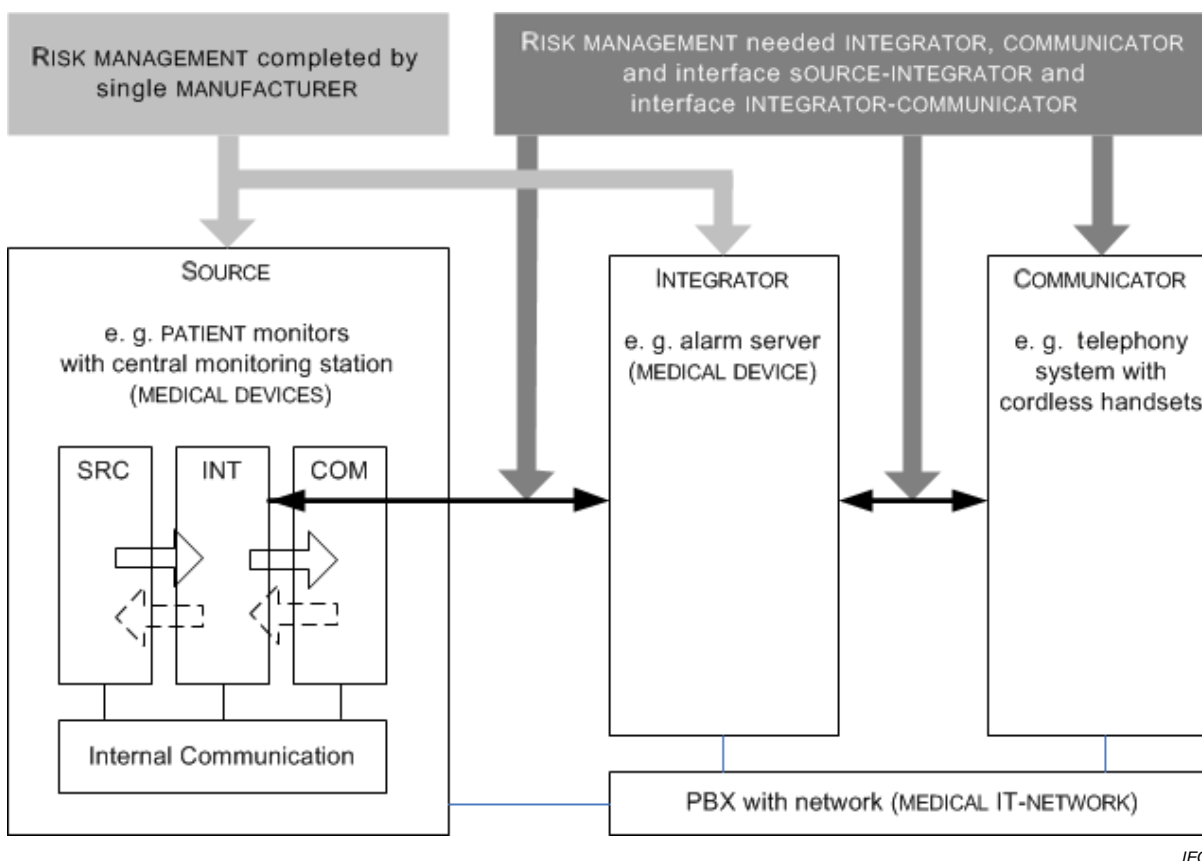 RISK MANAGEMENT completed by
single MANUFACTURER
RISK MANAGEMENT needed INTEGRATOR, COMMUNICATOR
and interface sOURCE-INTEGRATOR and
interface INTEGRATOR-COMMUNICATOR
SOURCE
e. g. PATIENT monitors
with central monitoring station
(MEDICAL DEVICES)
SRC
INT
COM
Internal Communication
INTEGRATOR
e. g. alarm server
(MEDICAL DEVICE)
COMMUNICATOR
e. g. telephony
system with
cordless handsets
PBX with network (MEDICAL IT-NETWORK)